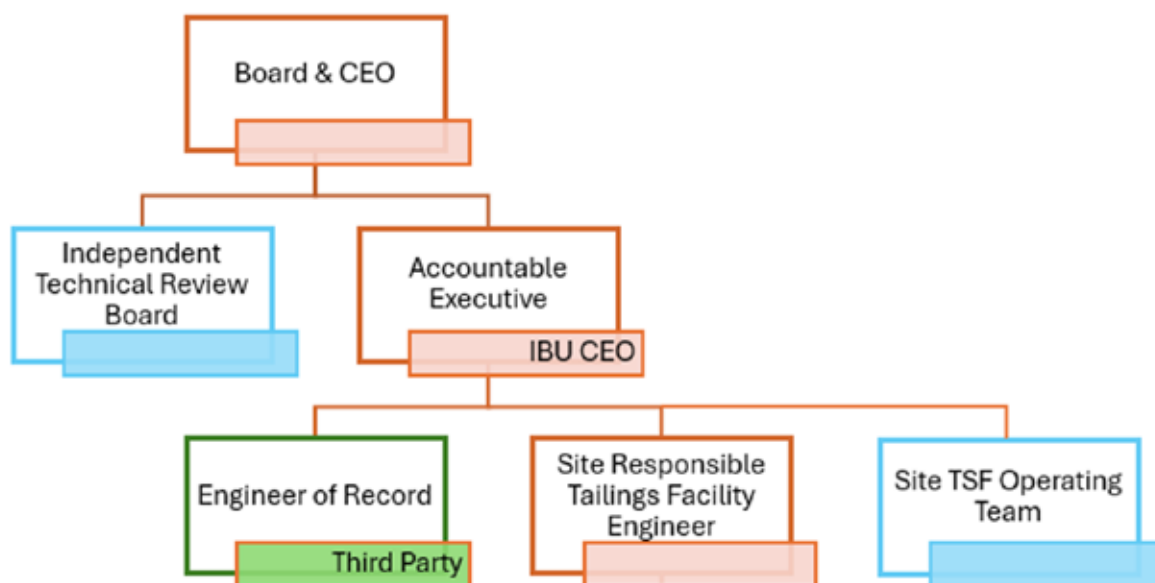 Board & CEO
Independent
Technical Review
Board
Accountable
Executive
IBU CEO
Engineer of Record
Third Party
Site Responsible
Tailings Facility
Engineer
Site TSF Operating
Team